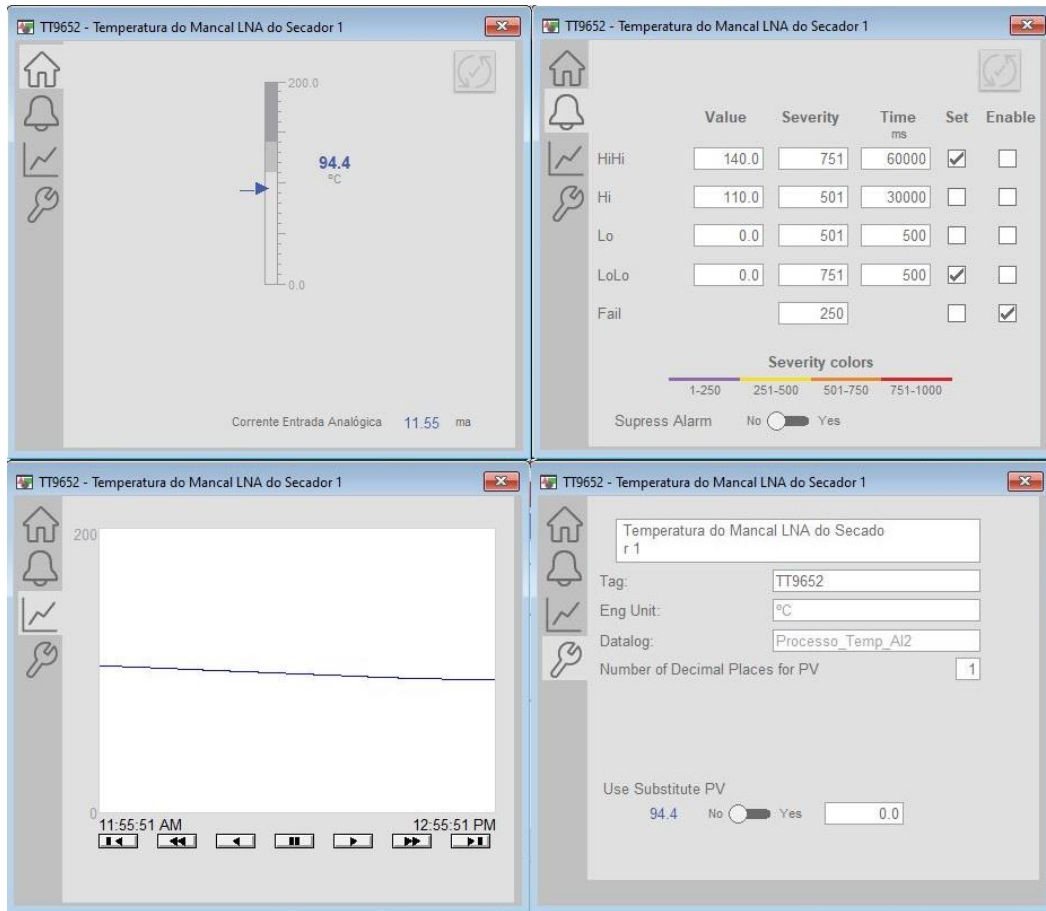 TT9652 - Temperatura do Mancal LNA do Secador 1
200.0
94.4
ºC
0.0
Corrente Entrada Analógica 11.55 ma
TT9652 - Temperatura do Mancal LNA do Secador 1
Value Severity Time Set Enable
ms
HiHi 140.0 751 60000
Hi 110.0 501 30000
Lo 0.0 501 500
LoLo 0.0 751 500
Fail 250
Severity colors
1-250 251-500 501-750 751-1000
Supress Alarm No Yes
TT9652 - Temperatura do Mancal LNA do Secador 1
200
0
11:55:51 AM 12:55:51 PM
TT9652 - Temperatura do Mancal LNA do Secador 1
Temperatura do Mancal LNA do Secado
r 1
Tag: TT9652
Eng Unit: ºC
Datalog: Processo_Temp_AI2
Number of Decimal Places for PV 1
Use Substitute PV
94.4 No Yes 0.0